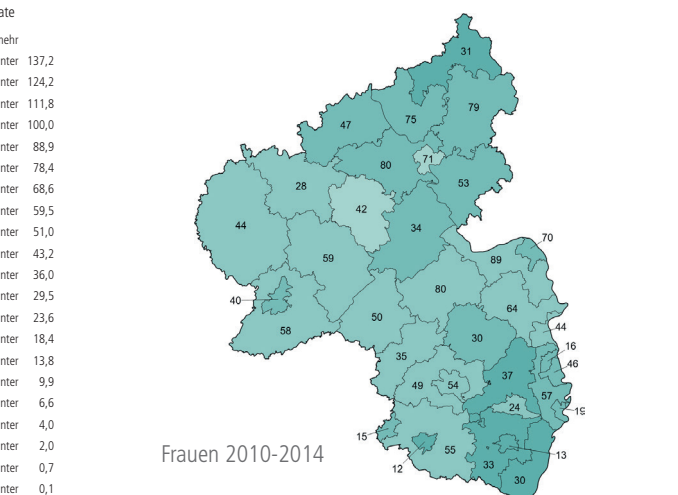 ate
mehr
nter 137,2
nter 124,2
nter 111,8
nter 100,0
nter 88,9
nter 78,4
nter 68,6
nter 59,5
nter 51,0
nter 43,2
nter 36,0
nter 29,5
nter 23,6
nter 18,4
nter 13,8
nter 9,9
nter 6,6
nter 4,0
nter 2,0
nter 0,7
nter 0,1
31
79
75
47
71
80
53
28
42
44
34
70
59
89
80
40
64
50
44
58
30
16
35
46
37
49
54
57
24
19
15
55
13
12
33
30
Frauen 2010-2014